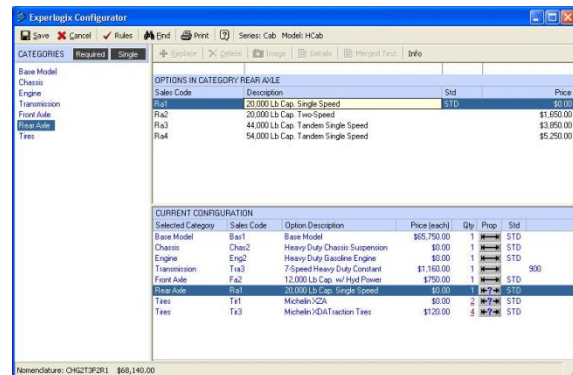 Experlogix Configurator
Save Cancel Rules Find Print Series: Cab Model: HCab
CATEGORIES Required Single
Replace Delete Image Details Merged Text Info
Base Model
Chassis
Engine
Transmission
Front Axle
Rear Axle
Tires
OPTIONS IN CATEGORY REAR AXLE
Sales Code Description Std Price
Ra1 20,000 Lb Cap. Single Speed STD $0.00
Ra2 20,000 Lb Cap. Two-Speed $1,650.00
Ra3 44,000 Lb Cap. Tandem Single Speed $3,850.00
Ra4 54,000 Lb Cap. Tandem Single Speed $5,250.00
CURRENT CONFIGURATION
Selected Category Sales Code Option Description Price (each) Qty Prop Std
Base Model Bas1 Base Model $65,750.00 1 STD
Chassis Chas2 Heavy Duty Chassis Suspension $0.00 1 STD
Engine Eng2 Heavy Duty Gasoline Engine $0.00 1 STD
Transmission Tra3 7-Speed Heavy Duty Constant $1,160.00 1 900
Front Axle Fa2 12,000 Lb Cap. w/ Hyd Power $750.00 1 STD
Rear Axle Ra1 20,000 Lb Cap. Single Speed $0.00 1 ? STD
Tires Tir1 Michelin XZA $0.00 2 ? STD
Tires Tir3 Michelin XDA Traction Tires $120.00 4 ? STD
Nomenclature: CHG2T3F2R1 $68,140.00